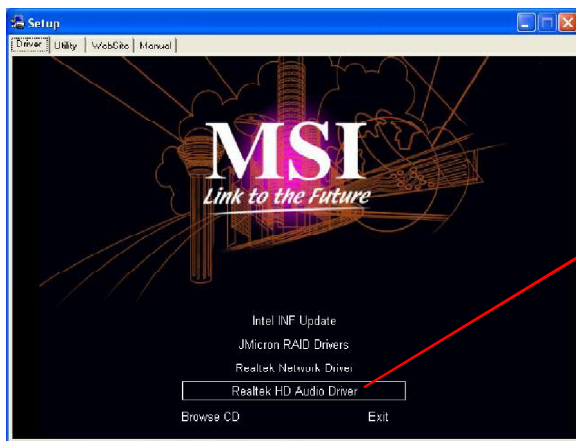 Setup
Driver Utility WebSite Manual
MSI
Link to the Future
Intel INF Update
JMicron RAID Drivers
Realtek Network Driver
Realtek HD Audio Driver
Browse CD Exit